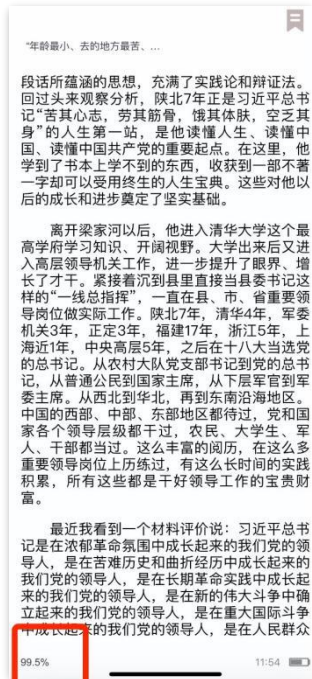 “年龄最小、去的地方最苦、…
段话所蕴涵的思想，充满了实践论和辩证法。
回过头来观察分析，陕北7年正是习近平总书
记“苦其心志，劳其筋骨，饿其体肤，空乏其
身”的人生第一站，是他读懂人生、读懂中
国、读懂中国共产党的重要起点。在这里，他
学到了书本上学不到的东西，收获到一部不著
一字却可以受用终生的人生宝典。这些对他以
后的成长和进步奠定了坚实基础。
离开梁家河以后，他进入清华大学这个最
高学府学习知识、开阔视野。大学出来后又进
入高层领导机关工作，进一步提升了眼界、增
长了才干。紧接着沉到县里直接当县委书记这
样的“一线总指挥”，一直在县、市、省重要领
导岗位做实际工作。陕北7年，清华4年，军委
机关3年，正定3年，福建17年，浙江5年，上
海近1年，中央高层5年，之后在十八大当选党
的总书记。从农村大队党支部书记到党的总书
记，从普通公民到国家主席，从下层军官到军
委主席。从西北到华北，再到东南沿海地区。
中国的西部、中部、东部地区都待过，党和国
家各个领导层级都干过，农民、大学生、军
人、干部都当过。这么丰富的阅历，在这么多
重要领导岗位上历练过，有这么长时间的实践
积累，所有这些都是干好领导工作的宝贵财
富。
最近我看到一个材料评价说：习近平总书
记是在浓郁革命氛围中成长起来的我们党的领
导人，是在苦难历史和曲折经历中成长起来的
我们党的领导人，是在长期革命实践中成长起
来的我们党的领导人，是在新的伟大斗争中确
立起来的我们党的领导人，是在重大国际斗争
中成长起来的我们党的领导人，是在人民群众
99.5%
11:54